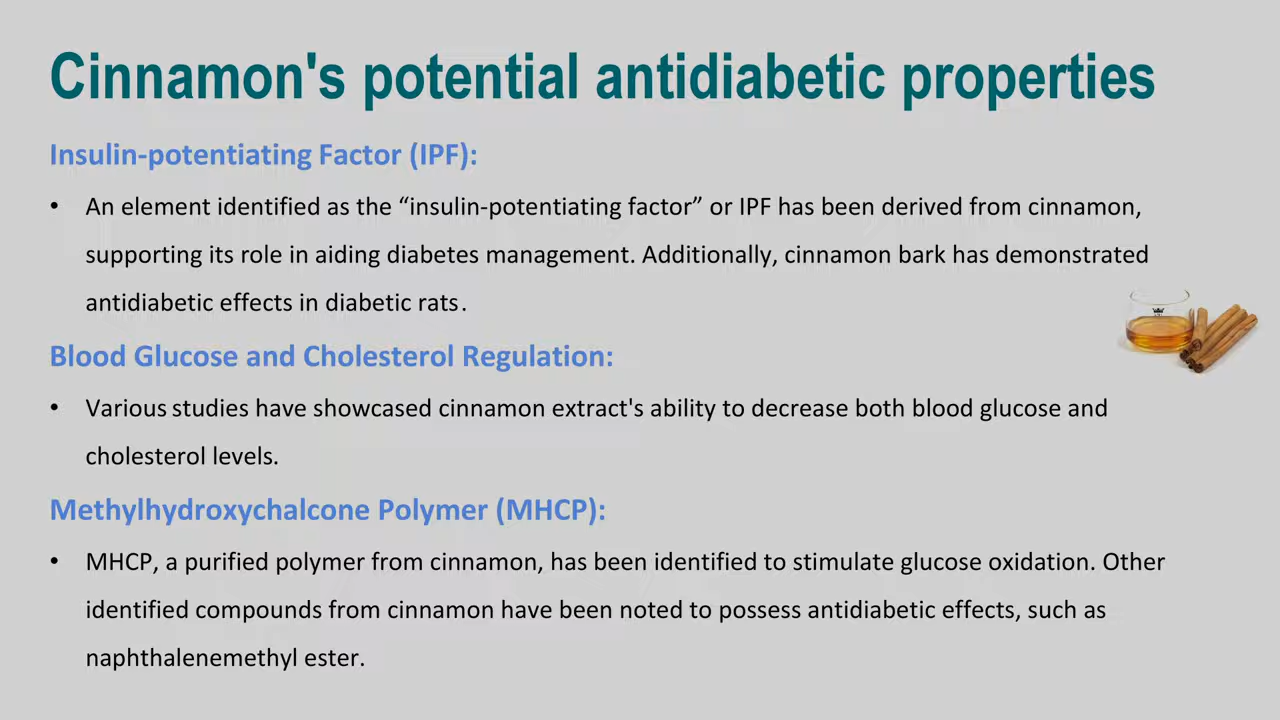 Cinnamon's potential antidiabetic properties
Insulin-potentiating Factor (IPF):
• An element identified as the “insulin-potentiating factor” or IPF has been derived from cinnamon,
supporting its role in aiding diabetes management. Additionally, cinnamon bark has demonstrated
antidiabetic effects in diabetic rats.
Blood Glucose and Cholesterol Regulation:
• Various studies have showcased cinnamon extract's ability to decrease both blood glucose and
cholesterol levels.
Methylhydroxychalcone Polymer (MHCP):
• MHCP, a purified polymer from cinnamon, has been identified to stimulate glucose oxidation. Other
identified compounds from cinnamon have been noted to possess antidiabetic effects, such as
naphthalenemethyl ester.